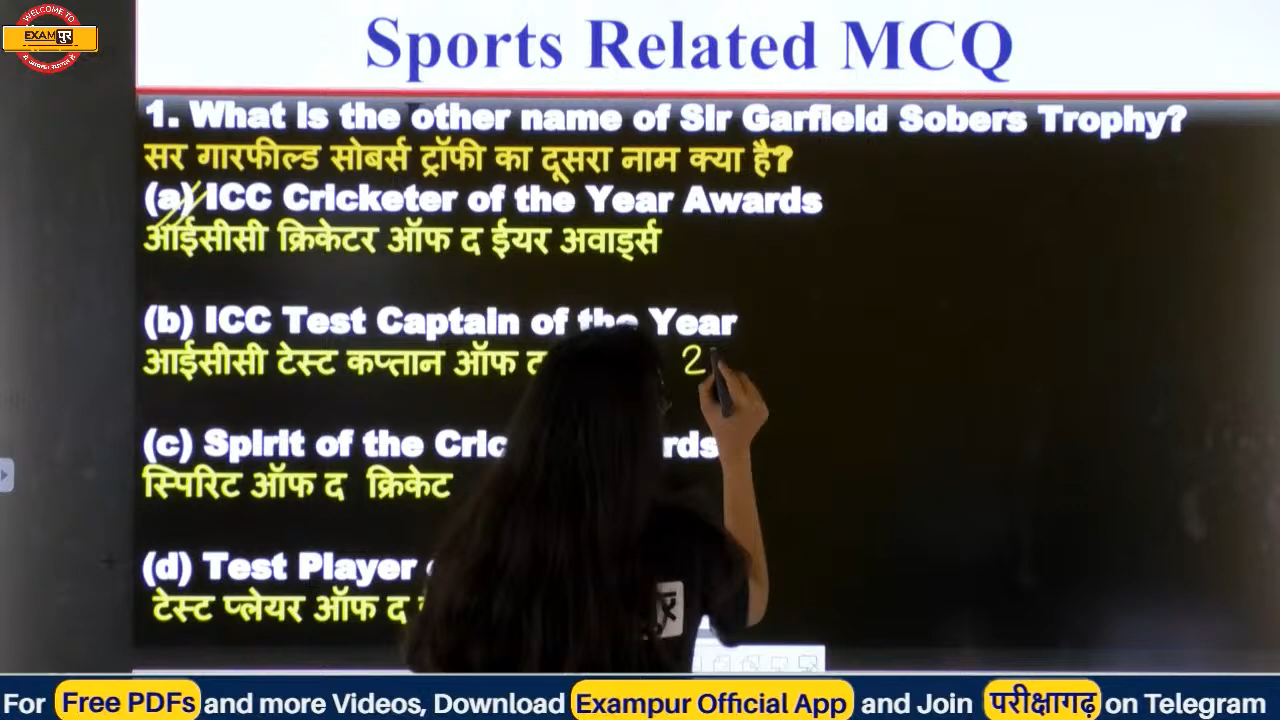 WELCOME TO
EXAM पुर
Sports Related MCQ
1. What is the other name of Sir Garfield Sobers Trophy?
सर गारफील्ड सोबर्स ट्रॉफी का दूसरा नाम क्या है?
(a) ICC Cricketer of the Year Awards
आईसीसी क्रिकेटर ऑफ द ईयर अवार्ड्स
(b) ICC Test Captain of the Year
आईसीसी टेस्ट कप्तान ऑफ द
2
(c) Spirit of the
स्पिरिट ऑफ द क्रिकेट
(d) Test Player
टेस्ट प्लेयर ऑफ द
For Free PDFs and more Videos, Download Exampur Official App and Join परीक्षागढ़ on Telegram